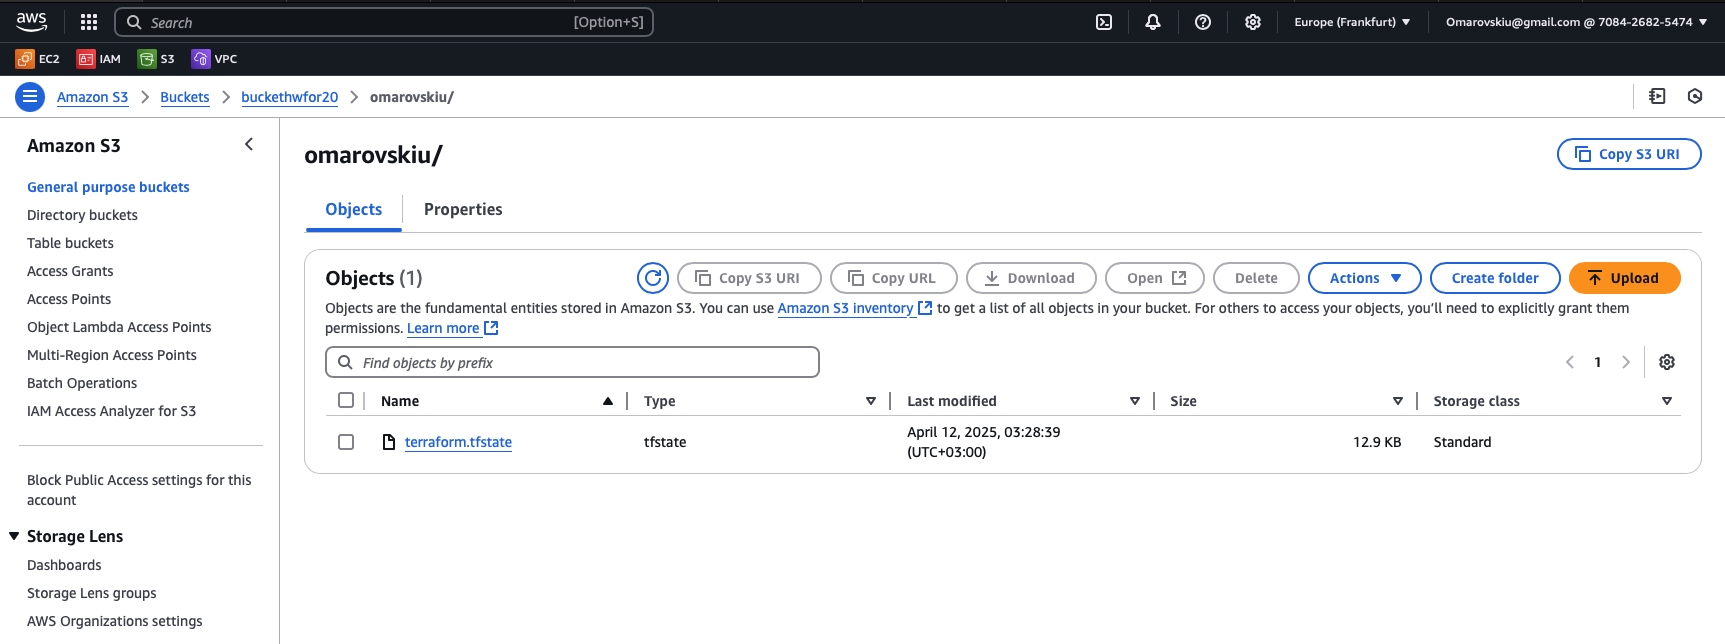 aws
Search [Option+S]
Europe (Frankfurt)
Omarovskiu@gmail.com @ 7084-2682-5474
EC2 IAM S3 VPC
Amazon S3 Buckets buckethwfor20 omarovskiu/
Amazon S3
General purpose buckets
Directory buckets
Table buckets
Access Grants
Access Points
Object Lambda Access Points
Multi-Region Access Points
Batch Operations
IAM Access Analyzer for S3
Block Public Access settings for this
account
Storage Lens
Dashboards
Storage Lens groups
AWS Organizations settings
omarovskiu/
Copy S3 URI
Objects Properties
Objects (1)
Copy S3 URI Copy URL Download Open Delete Actions Create folder Upload
Objects are the fundamental entities stored in Amazon S3. You can use Amazon S3 inventory to get a list of all objects in your bucket. For others to access your objects, you’ll need to explicitly grant them
permissions. Learn more
Find objects by prefix
1
Name Type Last modified Size Storage class
terraform.tfstate tfstate April 12, 2025, 03:28:39 12.9 KB Standard
(UTC+03:00)